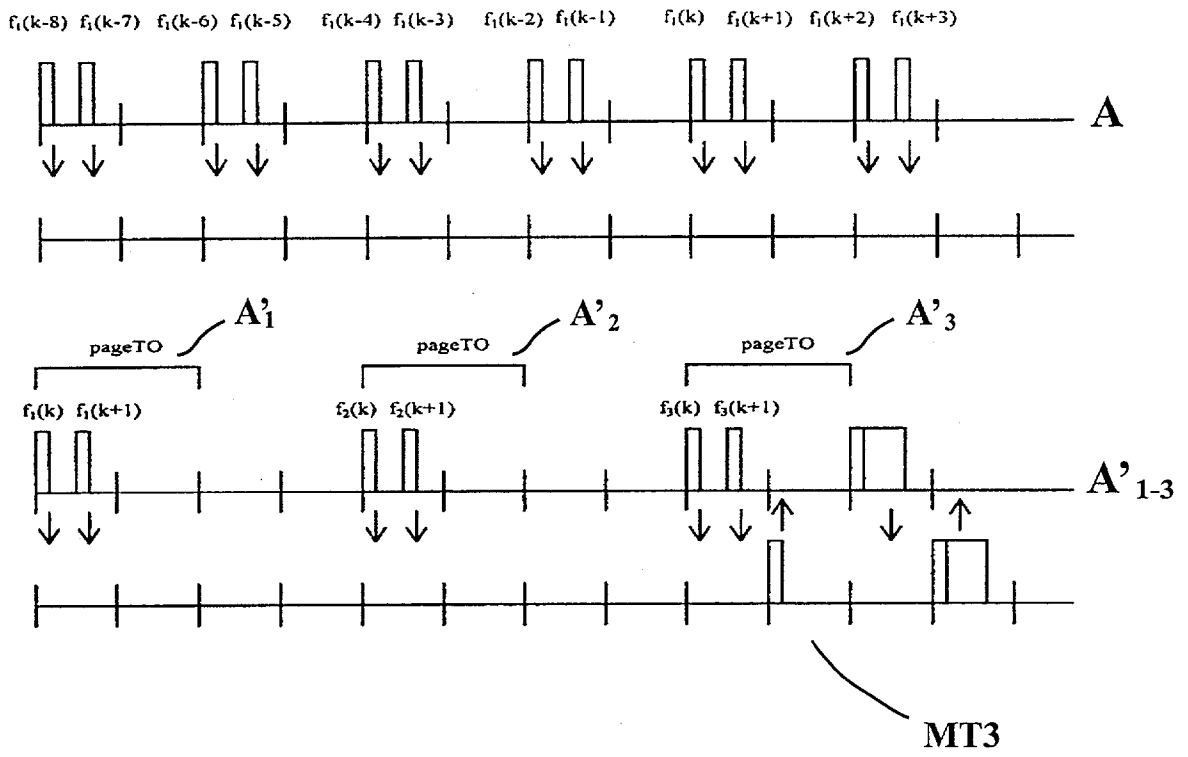 f₁(k-8) f₁(k-7) f₁(k-6) f₁(k-5) f₁(k-4) f₁(k-3) f₁(k-2) f₁(k-1) f₁(k) f₁(k+1) f₁(k+2) f₁(k+3)
A
A'₁ A'₂ A'₃
pageTO pageTO pageTO
f₁(k) f₁(k+1) f₂(k) f₂(k+1) f₃(k) f₃(k+1)
A'₁₋₃
MT3